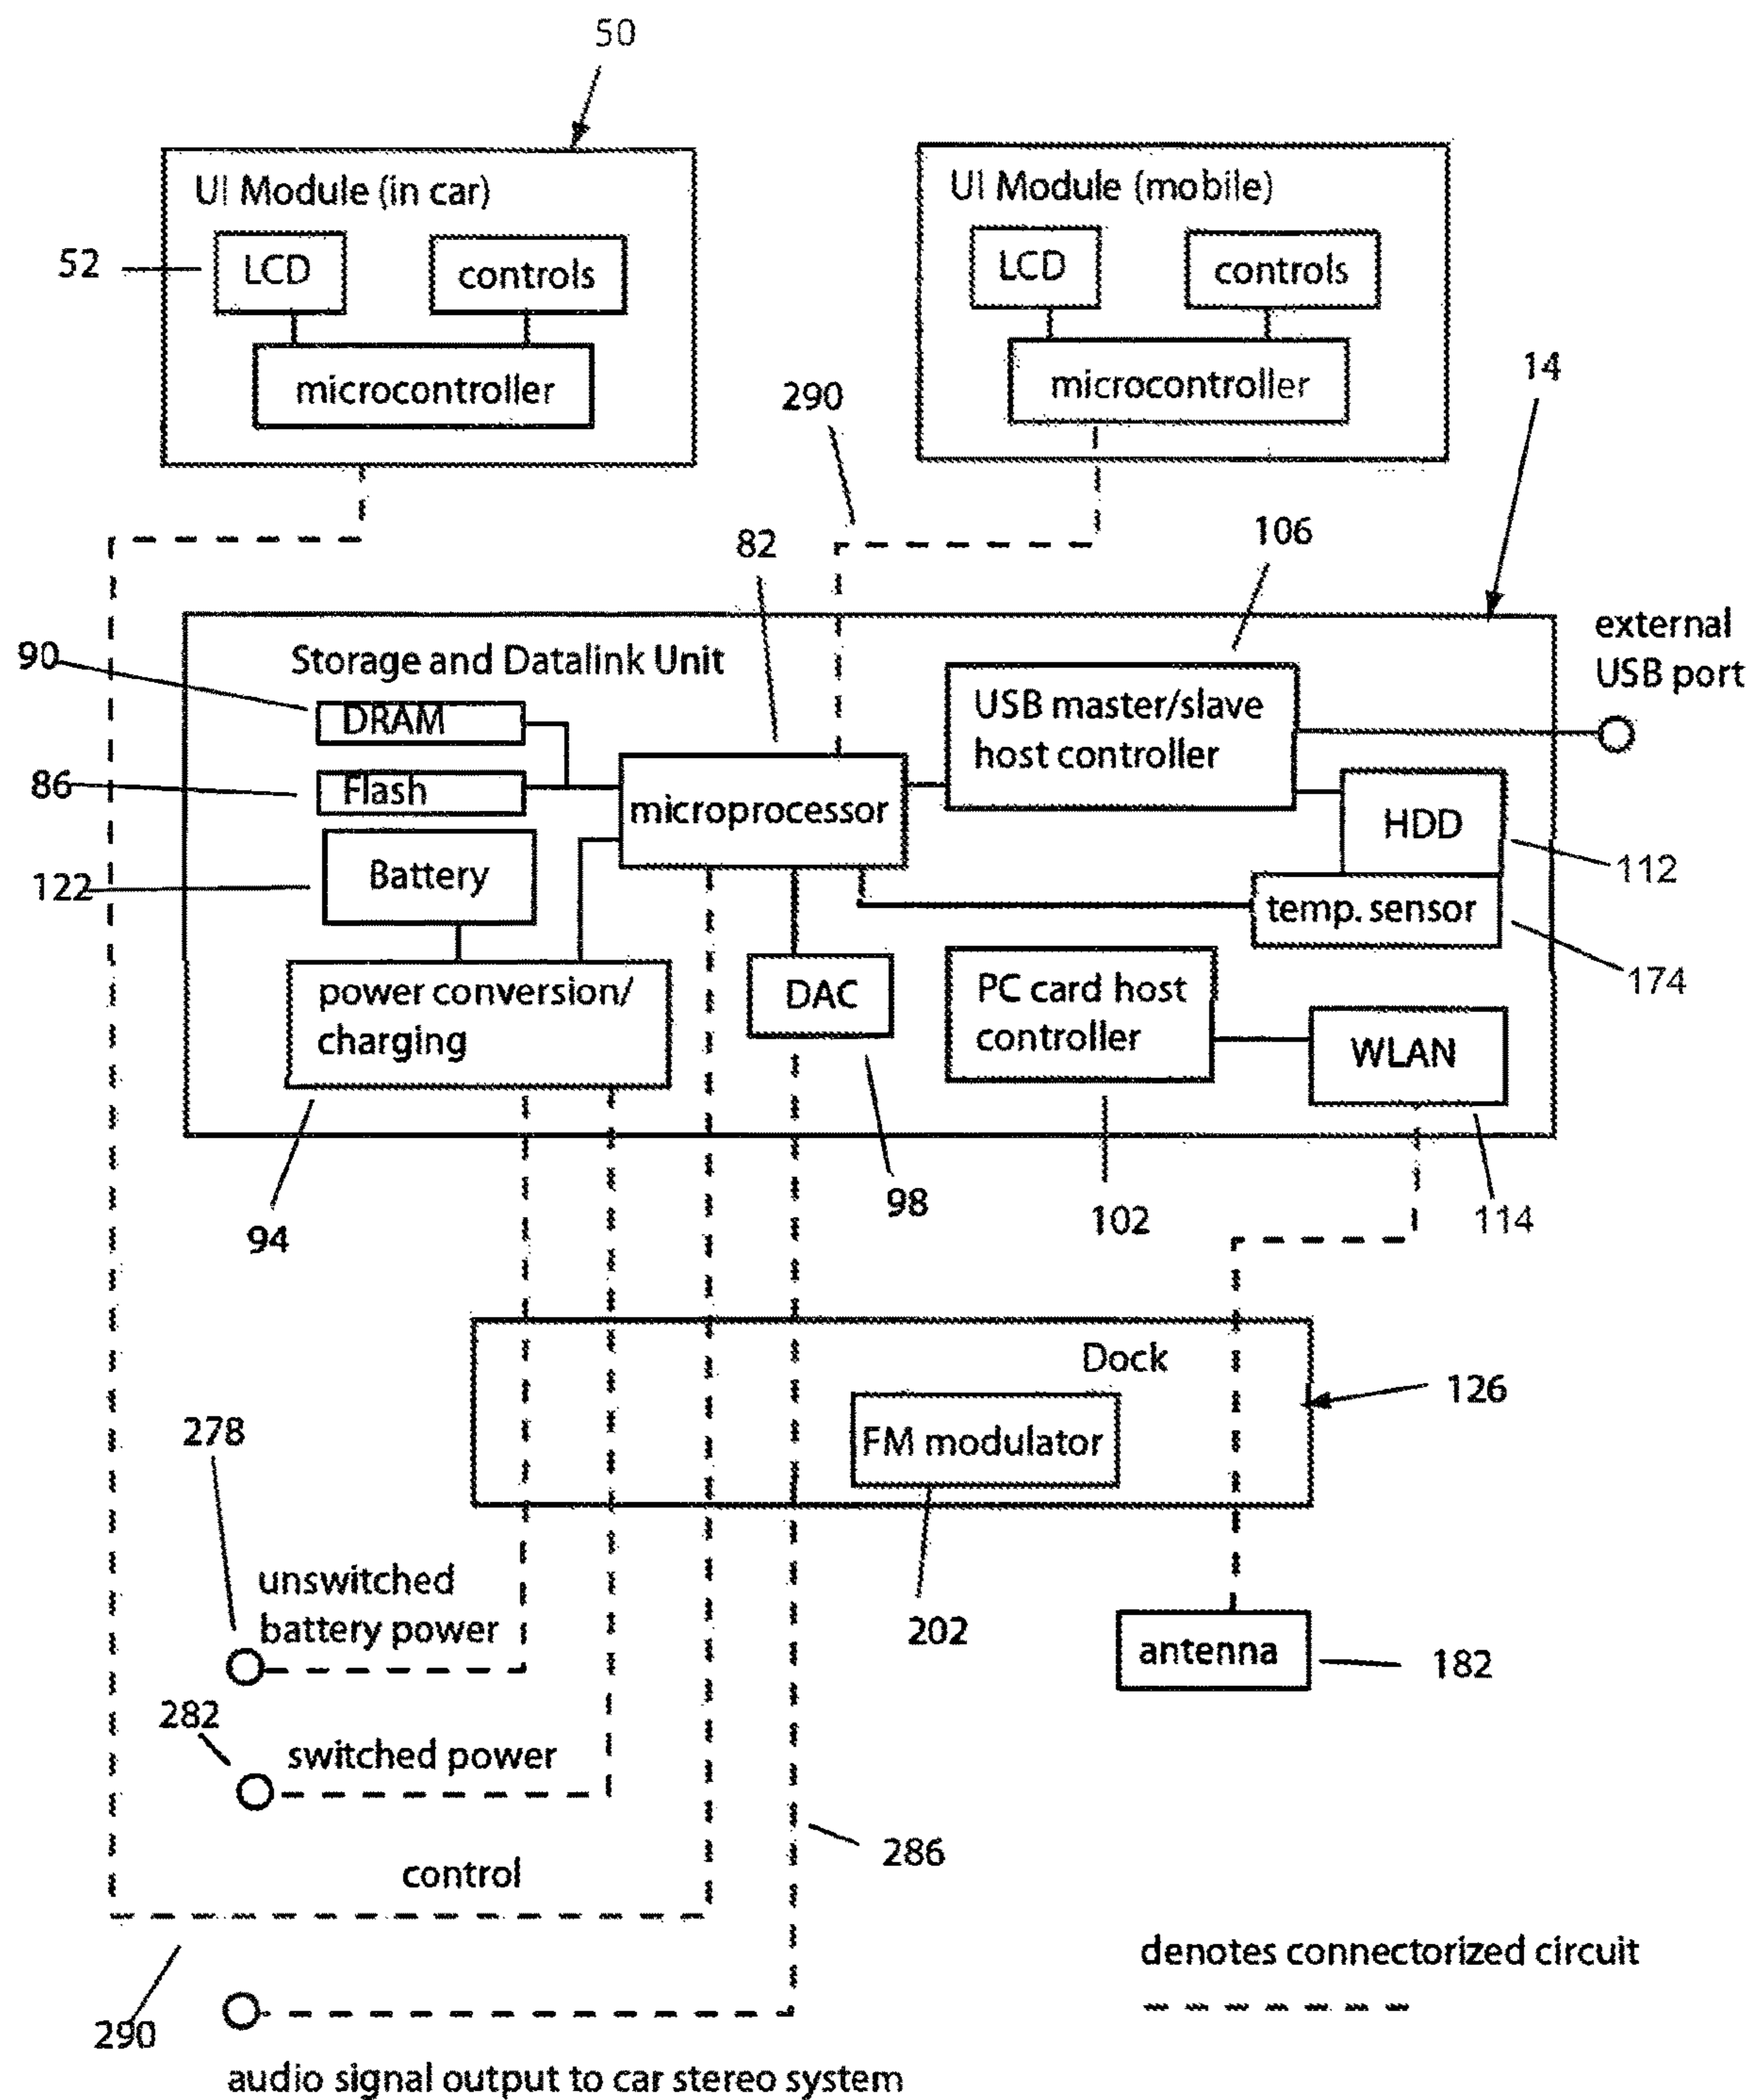 50
UI Module (in car)
UI Module (mobile)
52
LCD
controls
LCD
controls
microcontroller
microcontroller
14
290
82
106
external
USB port
90
Storage and Datalink Unit
DRAM
USB master/slave
host controller
86
Flash
microprocessor
HDD
122
Battery
112
temp. sensor
174
power conversion/
charging
DAC
PC card host
controller
WLAN
94
98
102
114
Dock
126
FM modulator
278
unswitched
battery power
202
antenna
182
282
switched power
286
control
denotes connectorized circuit
290
audio signal output to car stereo system